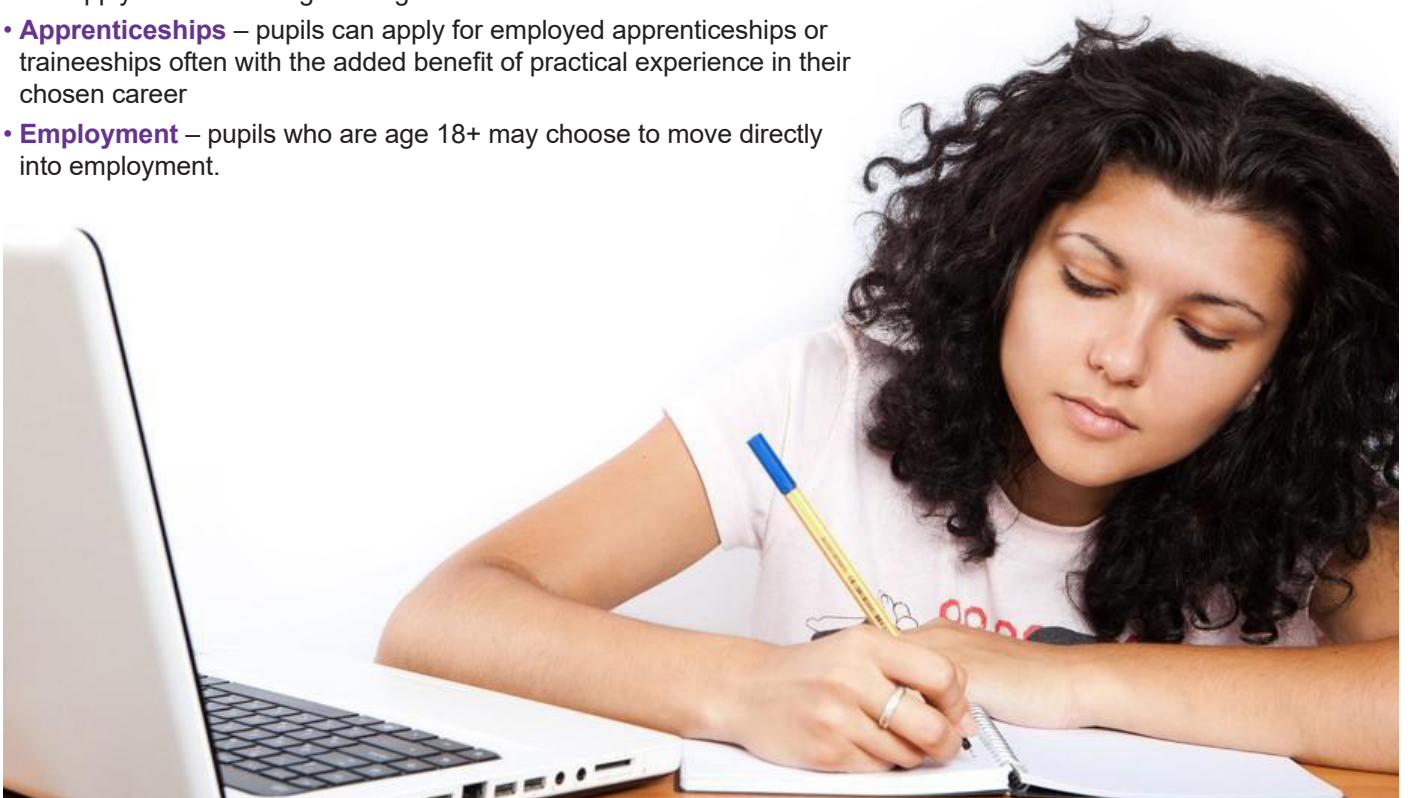 • Apprenticeships – pupils can apply for employed apprenticeships or
traineeships often with the added benefit of practical experience in their
chosen career
• Employment – pupils who are age 18+ may choose to move directly
into employment.